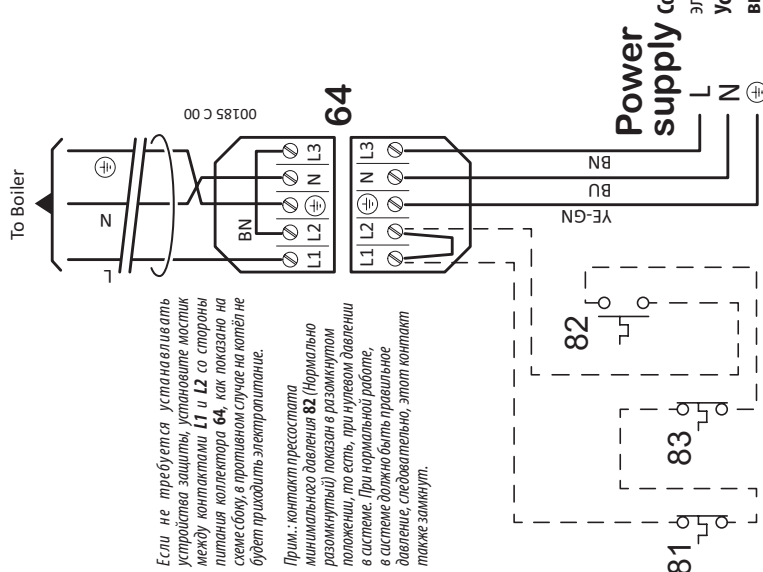 Если не требуется устанавливать
устройства защиты, установите мостик
между контактами L1 и L2 со стороны
питания коллектора 64, как показано на
схеме сбоку, в противном случае на котёл не
будет приходить электропитание.
Прим.: контакт прессостата
минимального давления 82 (Нормально
разомкнутый) показан в разомкнутом
положении, то есть, при нулевом давлении
в системе. При нормальной работе,
в системе должно быть правильное
давление, следовательно, этот контакт
также замкнут.
To Boiler
L
N
00185 C 00
BN
L1
L2
N
L3
64
L1
L2
N
L3
YE-GN
BU
BN
Power
supply
L
N
81
83
82